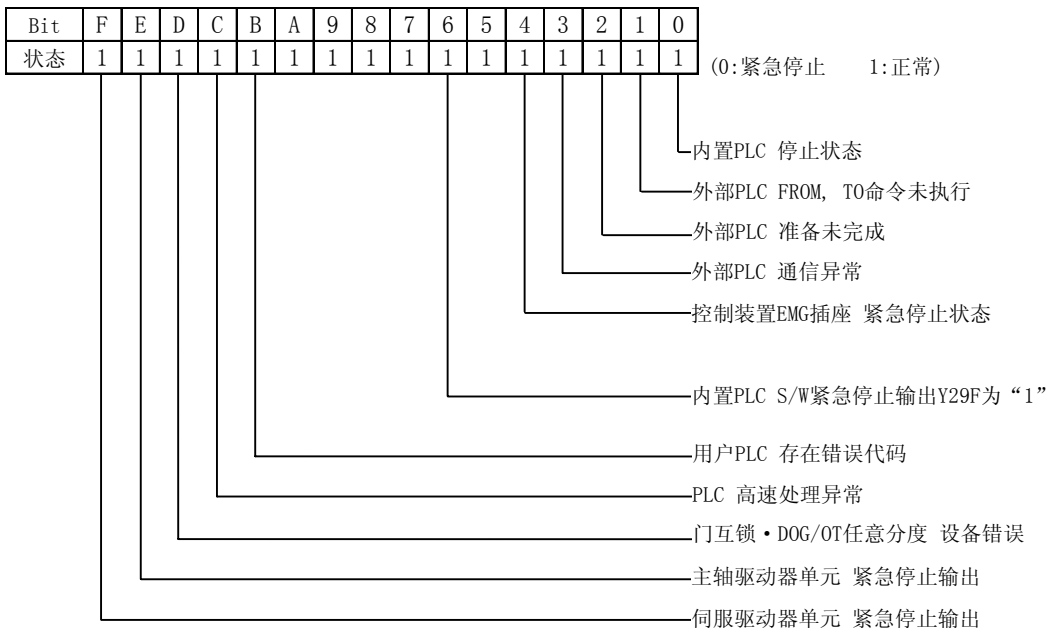 Bit F E D C B A 9 8 7 6 5 4 3 2 1 0
状态 1 1 1 1 1 1 1 1 1 1 1 1 1 1 1 1 (0:紧急停止 1:正常)
内置PLC 停止状态
外部PLC FROM, TO命令未执行
外部PLC 准备未完成
外部PLC 通信异常
控制装置EMG插座 紧急停止状态
内置PLC S/W紧急停止输出Y29F为“1”
用户PLC 存在错误代码
PLC 高速处理异常
门互锁·DOG/OT任意分度 设备错误
主轴驱动器单元 紧急停止输出
伺服驱动器单元 紧急停止输出